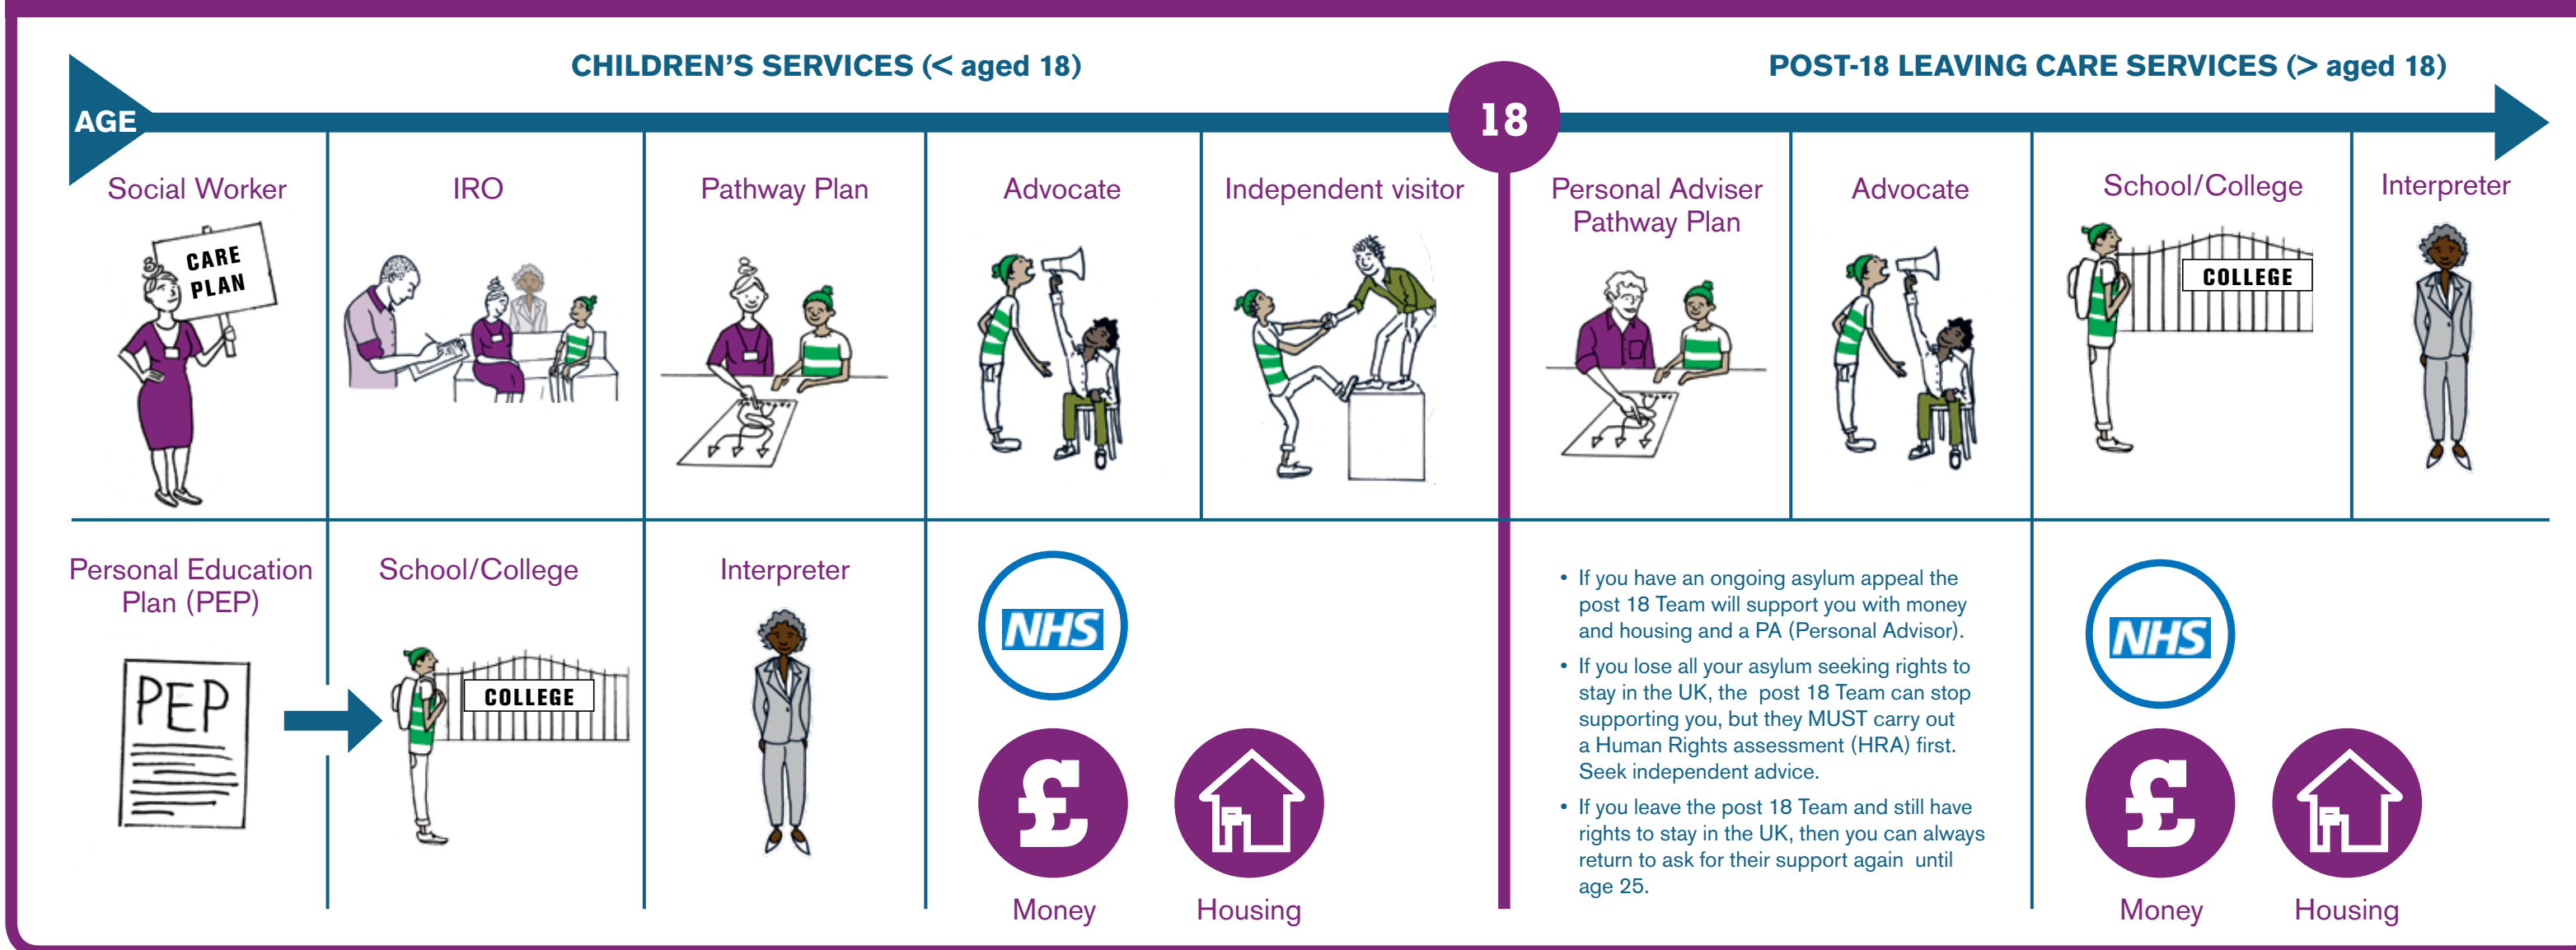 CHILDREN'S SERVICES (< aged 18)
POST-18 LEAVING CARE SERVICES (> aged 18)
AGE
18
Social Worker
CARE
PLAN
IRO
Pathway Plan
Advocate
Independent visitor
Personal Adviser
Pathway Plan
Advocate
School/College
COLLEGE
Interpreter
Personal Education
Plan (PEP)
PEP
School/College
COLLEGE
Interpreter
NHS
£
Money
Housing
• If you have an ongoing asylum appeal the
post 18 Team will support you with money
and housing and a PA (Personal Advisor).
• If you lose all your asylum seeking rights to
stay in the UK, the post 18 Team can stop
supporting you, but they MUST carry out
a Human Rights assessment (HRA) first.
Seek independent advice.
• If you leave the post 18 Team and still have
rights to stay in the UK, then you can always
return to ask for their support again until
age 25.
NHS
£
Money
Housing